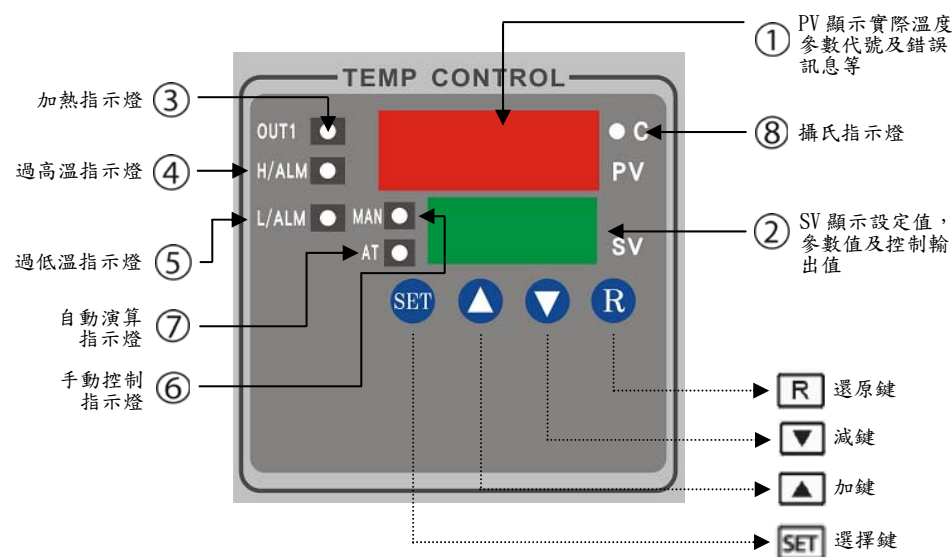 ① PV 顯示實際溫度
參數代號及錯誤
訊息等
TEMP CONTROL
加熱指示燈 ③
OUT1
C
⑧ 攝氏指示燈
過高溫指示燈 ④
H/ALM
PV
L/ALM
MAN
② SV 顯示設定值，
參數值及控制輸
出值
過低溫指示燈 ⑤
AT
SV
SET
R
自動演算
指示燈 ⑦
手動控制
指示燈 ⑥
R 還原鍵
▼ 減鍵
▲ 加鍵
SET 選擇鍵